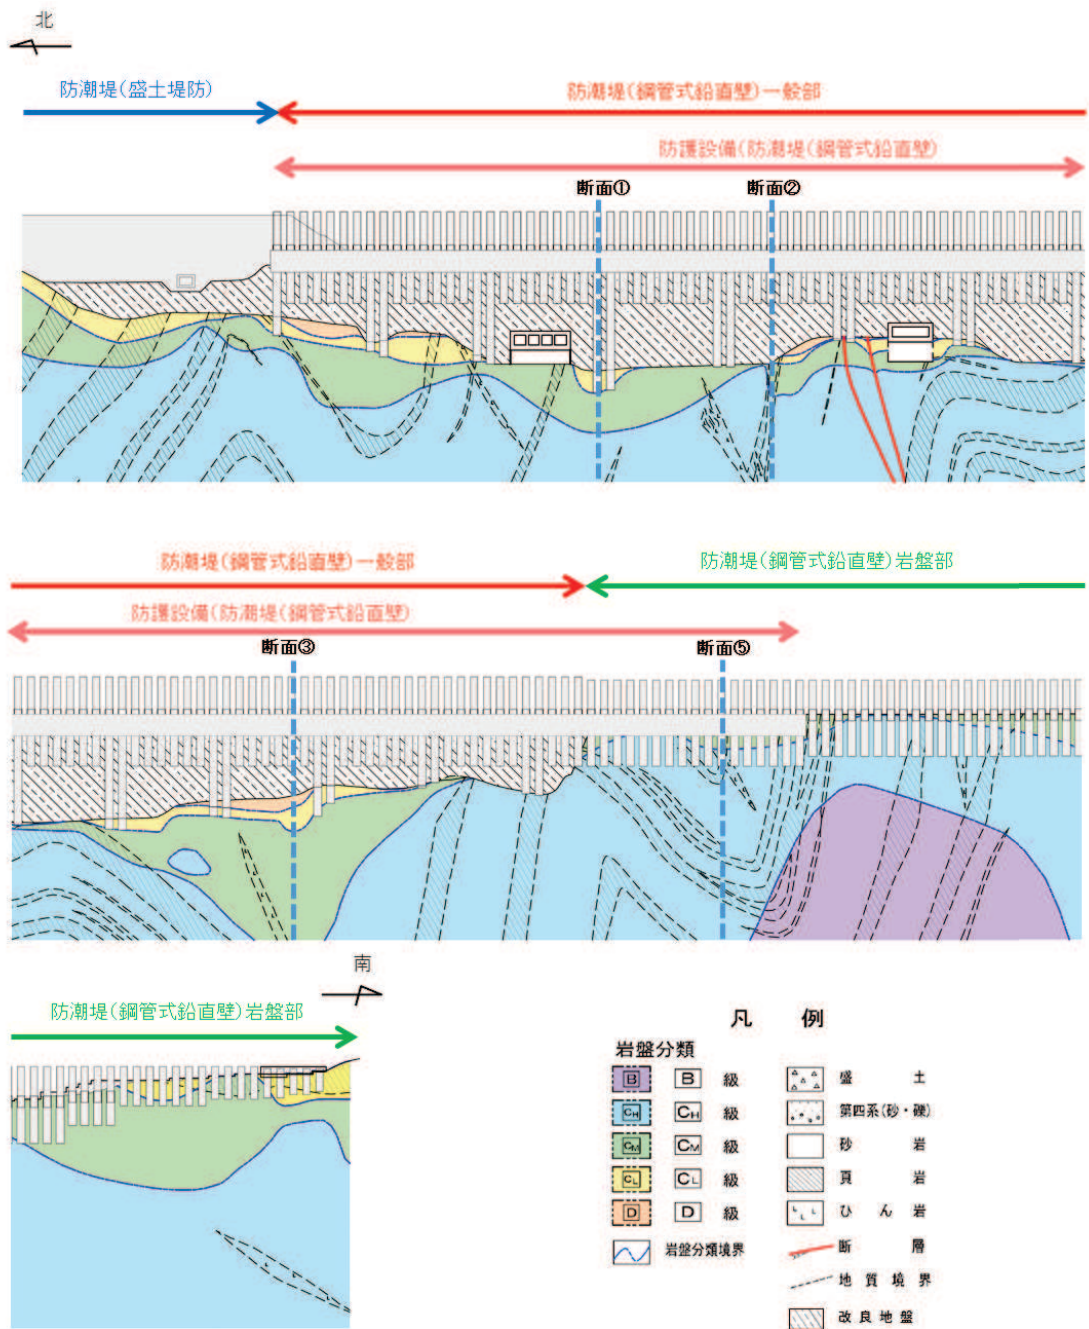 北
防潮堤(盛土堤防)
防潮堤(鋼管式鉛直壁)一般部
防護設備(防潮堤(鋼管式鉛直壁)
断面①
断面②
防潮堤(鋼管式鉛直壁)一般部
防潮堤(鋼管式鉛直壁)岩盤部
防護設備(防潮堤(鋼管式鉛直壁)
断面③
断面⑤
南
防潮堤(鋼管式鉛直壁)岩盤部
凡 例
岩盤分類
B B 級
CH CH 級
CM CM 級
CL CL 級
D D 級
岩盤分類境界
盛 土
第四系(砂・礫)
砂 岩
頁 岩
ひ ん 岩
断 層
地 質 境 界
改 良 地 盤